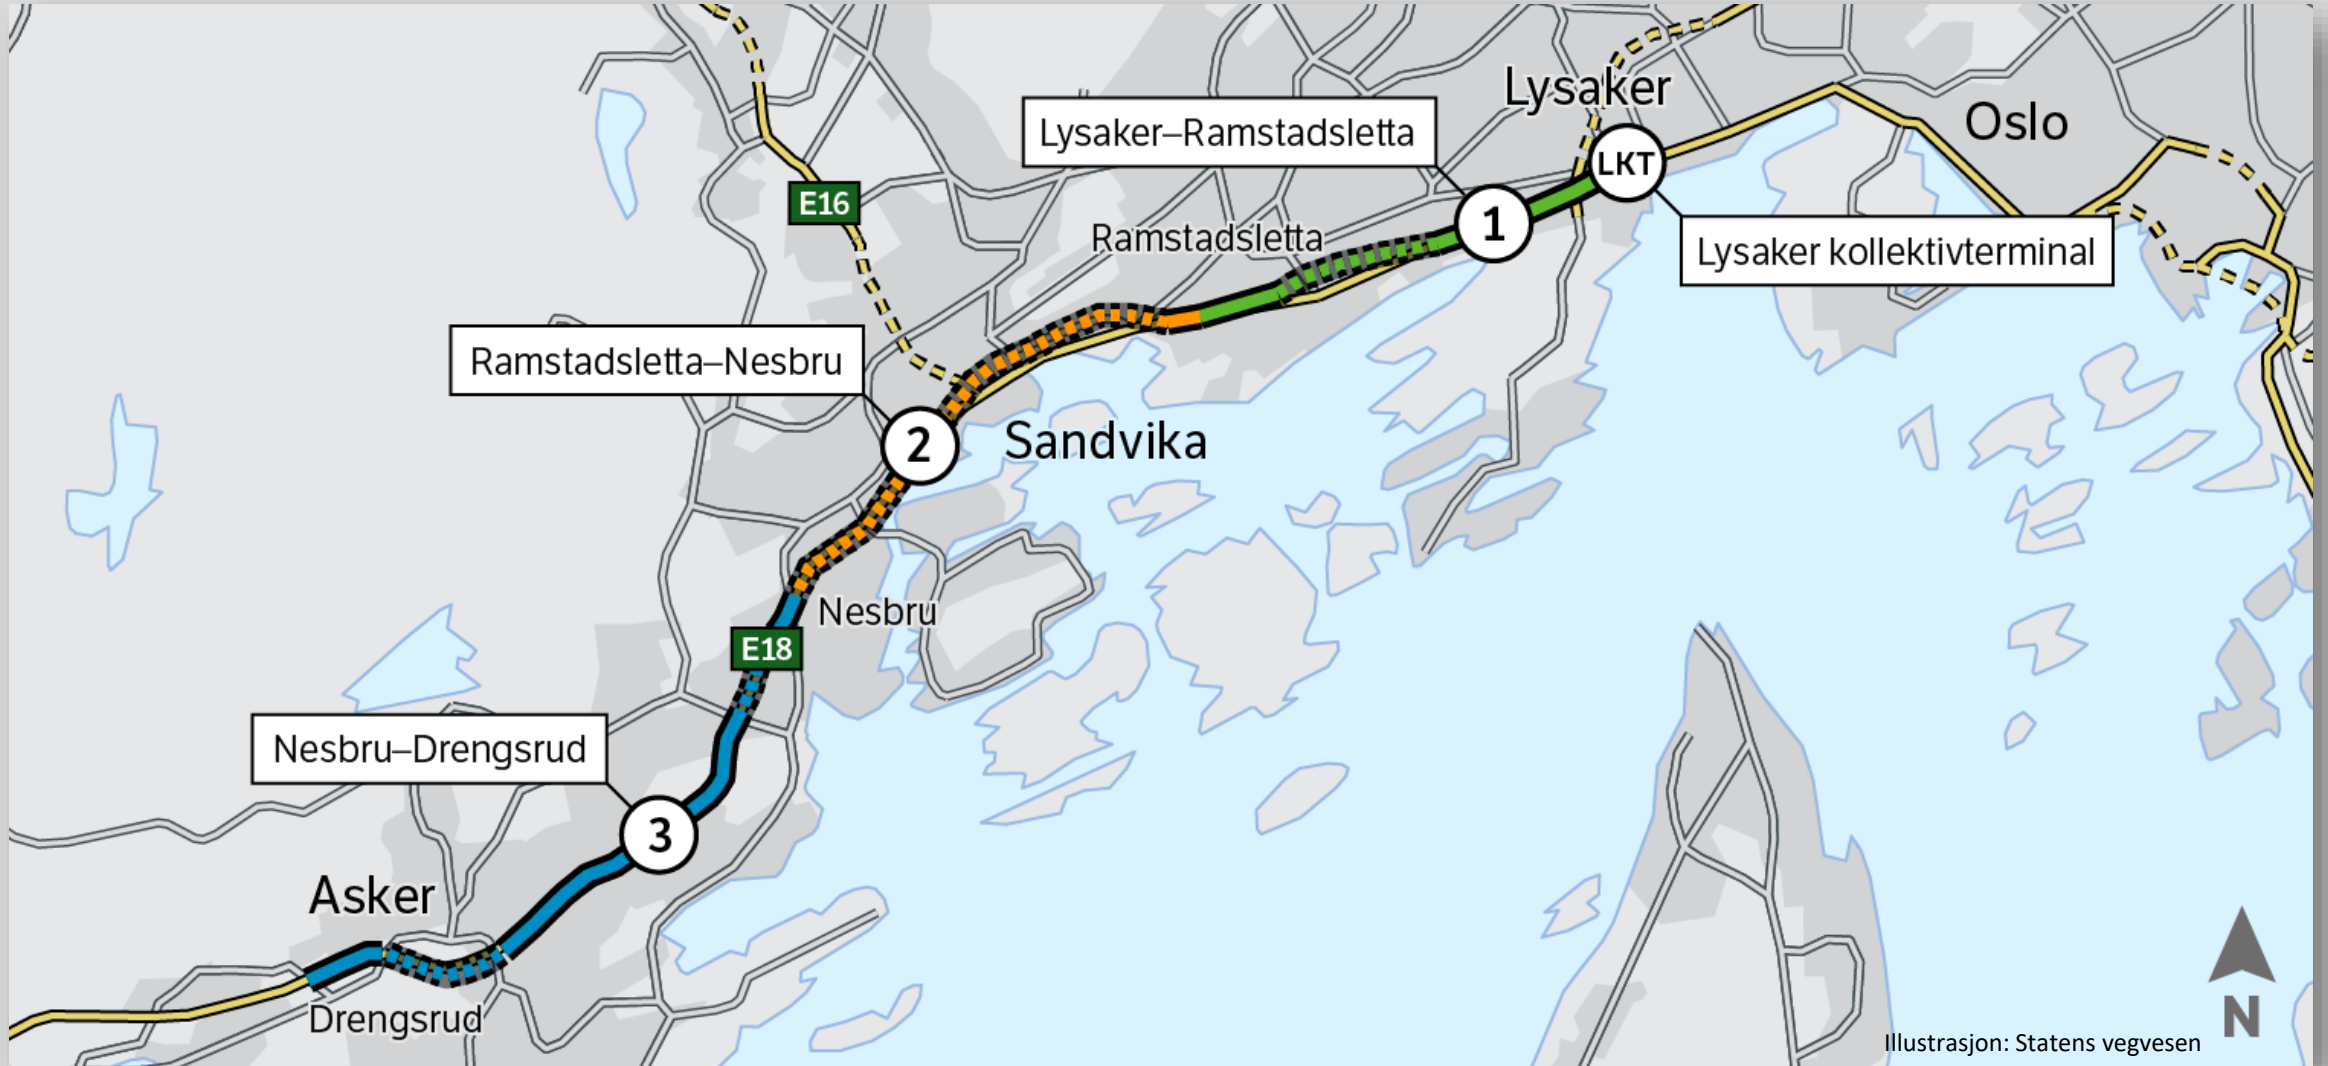 Lysaker
Oslo
Lysaker–Ramstadsletta
LKT
E16
1
Ramstadsletta
Lysaker kollektivterminal
Ramstadsletta–Nesbru
2
Sandvika
Nesbru
E18
Nesbru–Drengsrud
3
Asker
Drengsrud
N
Illustrasjon: Statens vegvesen